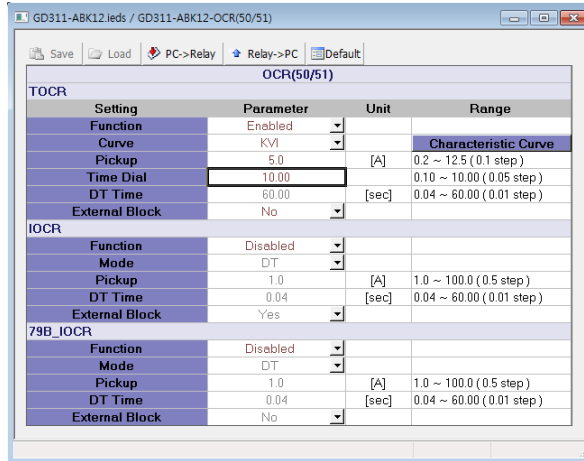 GD311-ABK12.ieds / GD311-ABK12-OCR(50/51)
Save Load PC->Relay Relay->PC Default
OCR(50/51)
TOCR
Setting Parameter Unit Range
Function Enabled
Curve KVI Characteristic Curve
Pickup 5.0 [A] 0.2 ~ 12.5 ( 0.1 step )
Time Dial 10.00 0.10 ~ 10.00 ( 0.05 step )
DT Time 60.00 [sec] 0.04 ~ 60.00 ( 0.01 step )
External Block No
IOCR
Function Disabled
Mode DT
Pickup 1.0 [A] 1.0 ~ 100.0 ( 0.5 step )
DT Time 0.04 [sec] 0.04 ~ 60.00 ( 0.01 step )
External Block Yes
79B_IOCR
Function Disabled
Mode DT
Pickup 1.0 [A] 1.0 ~ 100.0 ( 0.5 step )
DT Time 0.04 [sec] 0.04 ~ 60.00 ( 0.01 step )
External Block No